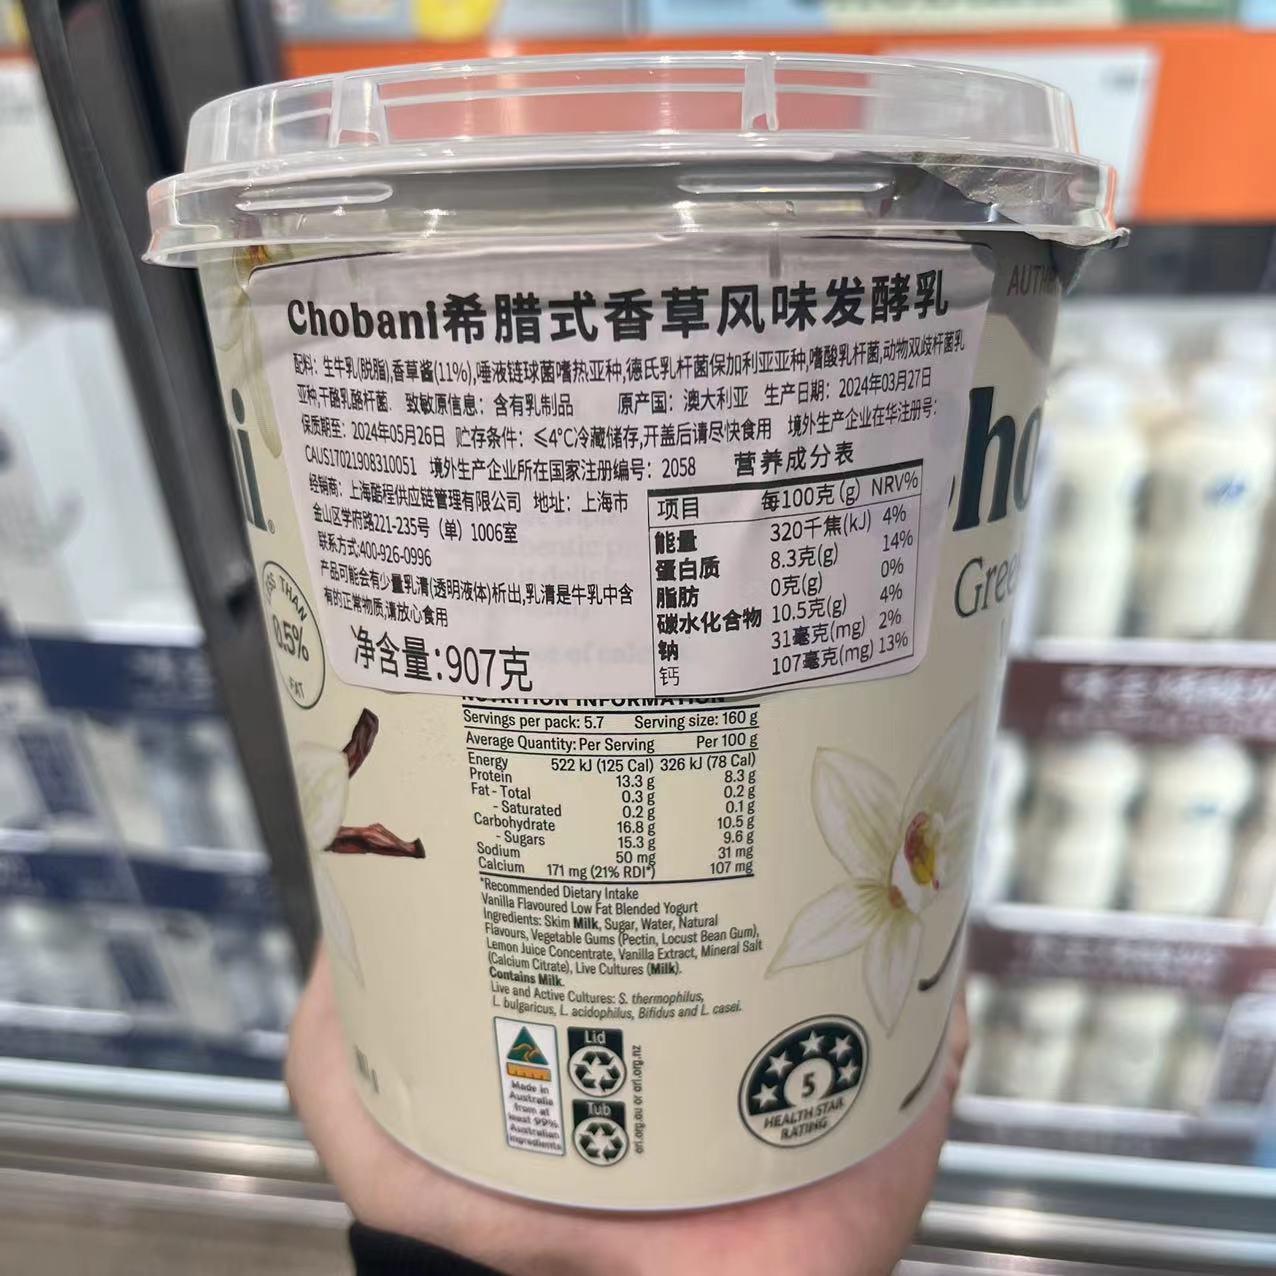 Chobani希腊式香草风味发酵乳
配料：生牛乳(脱脂),香草酱(11%),唾液链球菌嗜热亚种,德氏乳杆菌保加利亚亚种,嗜酸乳杆菌,动物双歧杆菌乳
亚种,干酪乳酪杆菌 致敏原信息：含有乳制品 原产国：澳大利亚 生产日期：2024年03月27日
保质期至：2024年05月26日 贮存条件：≤4℃冷藏储存,开盖后请尽快食用 境外生产企业在华注册号：
CAUS17021908310051 境外生产企业所在国家注册编号：2058
经销商：上海酷程供应链管理有限公司 地址：上海市
金山区学府路221-235号（单）1006室
联系方式:400-926-0996
产品可能会有少量乳清(透明液体)析出,乳清是牛乳中含
有的正常物质,请放心食用
净含量:907克
营养成分表
项目 每100克(g) NRV%
能量 320千焦(kJ) 4%
蛋白质 8.3克(g) 14%
脂肪 0克(g) 0%
碳水化合物 10.5克(g) 4%
钠 31毫克(mg) 2%
钙 107毫克(mg) 13%
NUTRITION INFORMATION
Servings per pack: 5.7 Serving size: 160 g
Average Quantity: Per Serving Per 100 g
Energy 522 kJ (125 Cal) 326 kJ (78 Cal)
Protein 13.3 g 8.3 g
Fat - Total 0.3 g 0.2 g
- Saturated 0.2 g 0.1 g
Carbohydrate 16.8 g 10.5 g
- Sugars 15.3 g 9.6 g
Sodium 50 mg 31 mg
Calcium 171 mg (21% RDI*) 107 mg
*Recommended Dietary Intake
Vanilla Flavoured Low Fat Blended Yogurt
Ingredients: Skim Milk, Sugar, Water, Natural
Flavours, Vegetable Gums (Pectin, Locust Bean Gum),
Lemon Juice Concentrate, Vanilla Extract, Mineral Salt
(Calcium Citrate), Live Cultures (Milk).
Contains Milk.
Live and Active Cultures: S. thermophilus,
L. bulgaricus, L. acidophilus, Bifidus and L. casei.
Made in
Australia
from at
least 99%
Australian
ingredients
Lid
Tub
arl.org.au or arl.org.nz
5
HEALTH STAR
RATING
THAN
FAT
AUTHE
ho
Gree